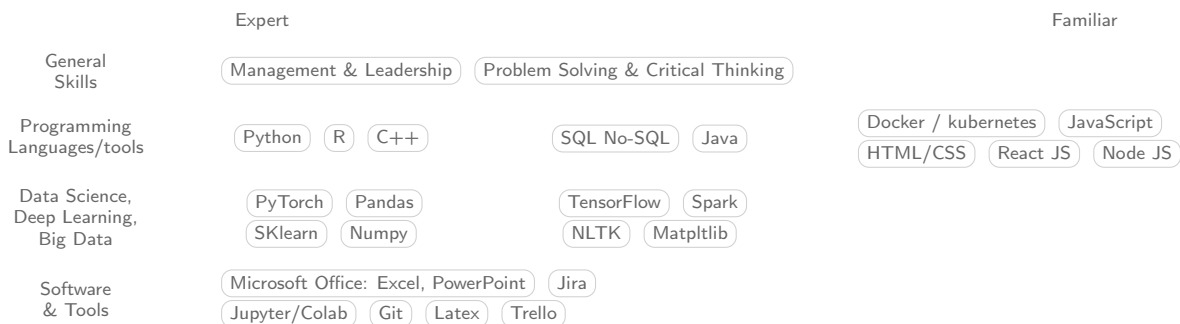 Expert Familiar
General
Skills
Management & Leadership Problem Solving & Critical Thinking
Programming
Languages/tools
Python R C++ SQL No-SQL Java
Docker / kubernetes JavaScript
HTML/CSS React JS Node JS
Data Science,
Deep Learning,
Big Data
PyTorch Pandas TensorFlow Spark
SKlearn Numpy NLTK Matpltlib
Software
& Tools
Microsoft Office: Excel, PowerPoint Jira
Jupyter/Colab Git Latex Trello